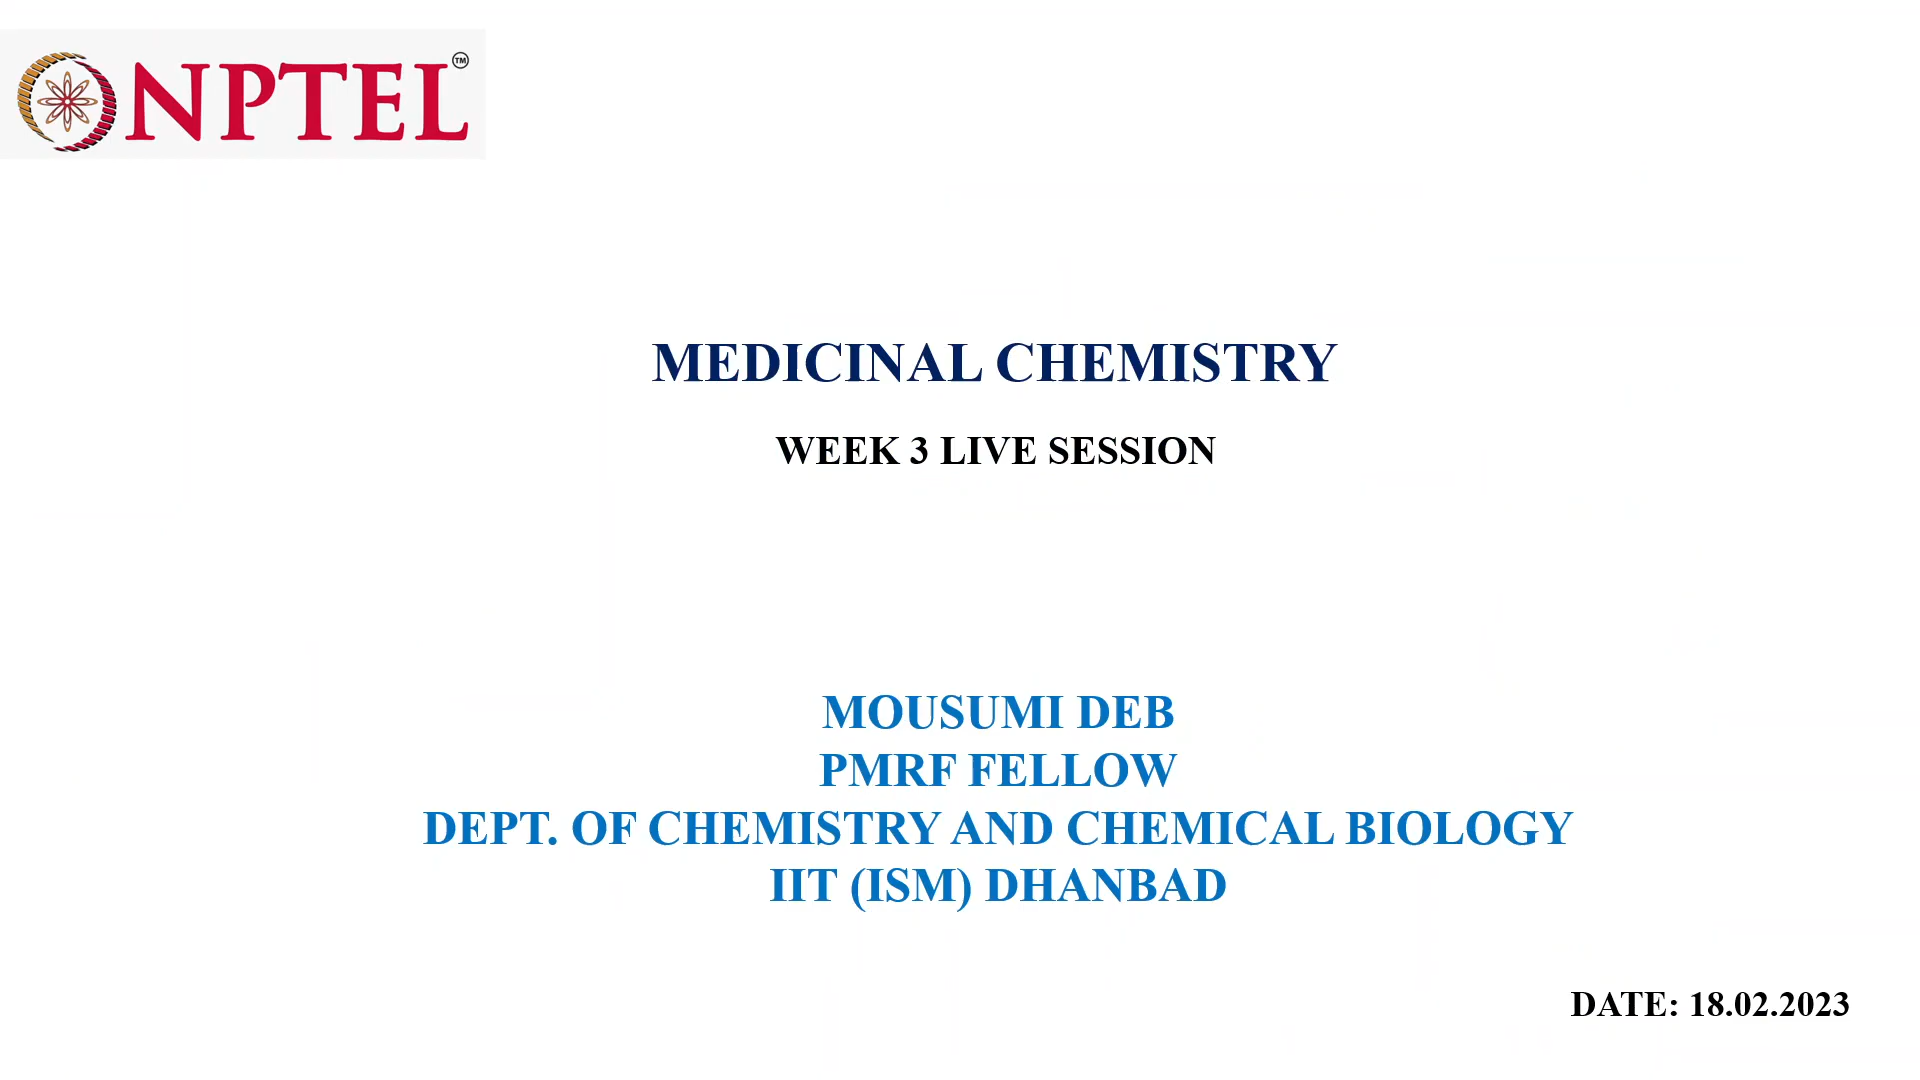 NPTEL™
MEDICINAL CHEMISTRY
WEEK 3 LIVE SESSION
MOUSUMI DEB
PMRF FELLOW
DEPT. OF CHEMISTRY AND CHEMICAL BIOLOGY
IIT (ISM) DHANBAD
DATE: 18.02.2023